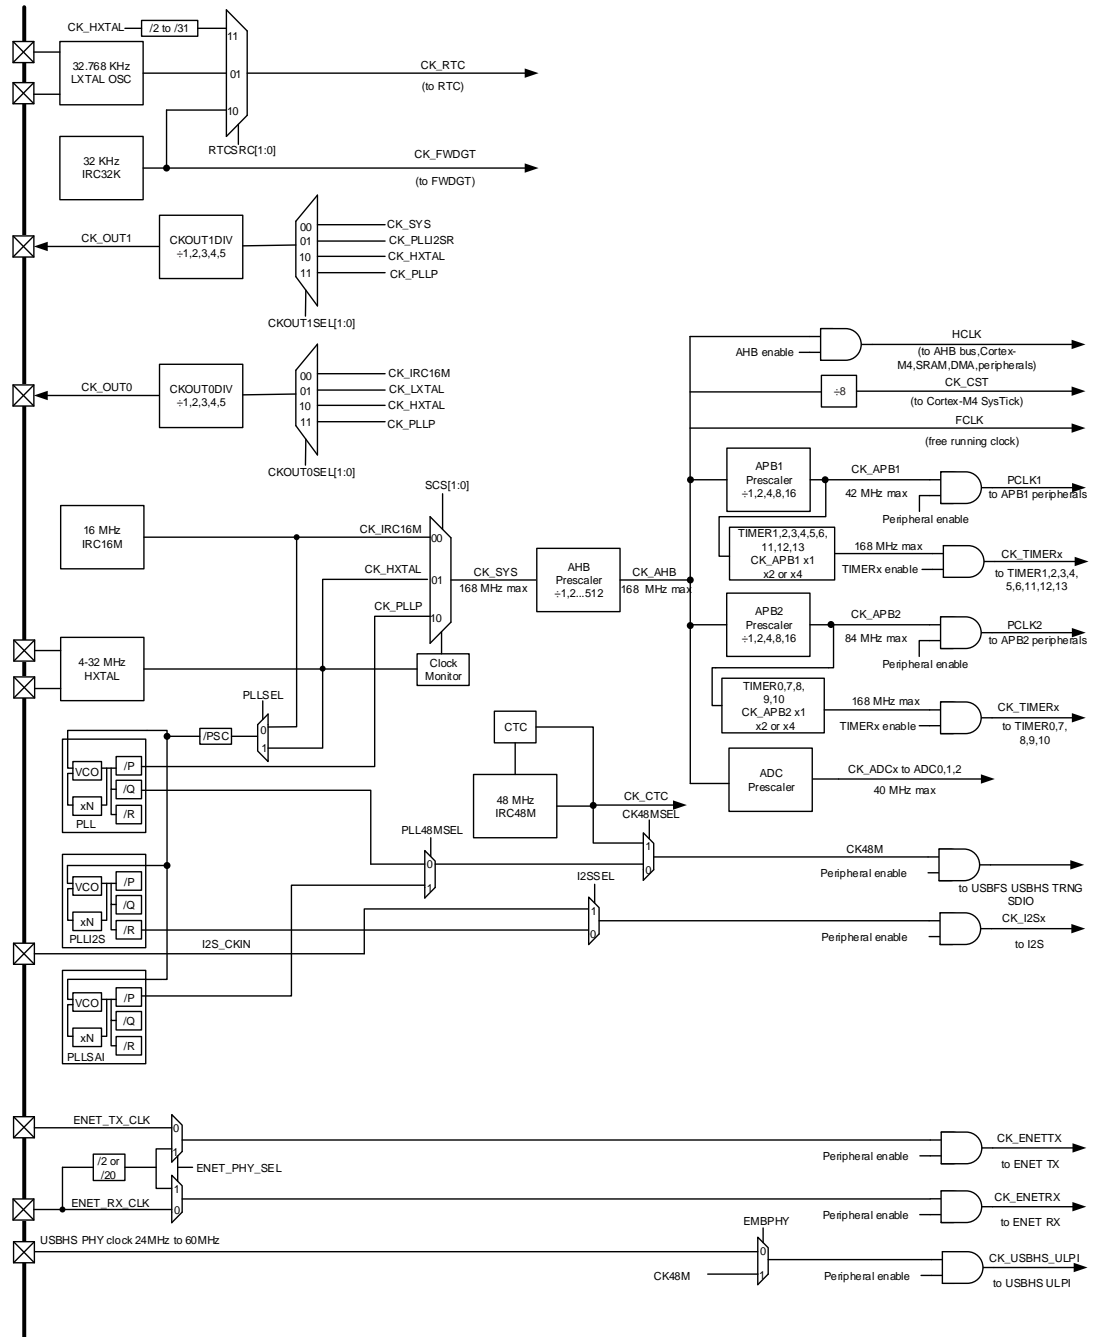 CK_HXTAL
/2 to /31
11
32.768 KHz
LXTAL OSC
01
CK_RTC
(to RTC)
10
RTCSRC[1:0]
32 KHz
IRC32K
CK_FWDGT
(to FWDGT)
CK_OUT1
CKOUT1DIV
÷1,2,3,4,5
00
CK_SYS
01
CK_PLLI2SR
10
CK_HXTAL
11
CK_PLLP
CKOUT1SEL[1:0]
CK_OUT0
CKOUT0DIV
÷1,2,3,4,5
00
CK_IRC16M
01
CK_LXTAL
10
CK_HXTAL
11
CK_PLLP
CKOUT0SEL[1:0]
AHB enable
HCLK
(to AHB bus,Cortex-
M4,SRAM,DMA,peripherals)
÷8
CK_CST
(to Cortex-M4 SysTick)
FCLK
(free running clock)
SCS[1:0]
16 MHz
IRC16M
CK_IRC16M
00
CK_HXTAL
01
CK_PLLP
10
CK_SYS
168 MHz max
AHB
Prescaler
÷1,2...512
CK_AHB
168 MHz max
APB1
Prescaler
÷1,2,4,8,16
CK_APB1
42 MHz max
Peripheral enable
PCLK1
to APB1 peripherals
TIMER1,2,3,4,5,6,
11,12,13
CK_APB1 x1
x2 or x4
168 MHz max
TIMERx enable
CK_TIMERx
to TIMER1,2,3,4,
5,6,11,12,13
APB2
Prescaler
÷1,2,4,8,16
CK_APB2
84 MHz max
Peripheral enable
PCLK2
to APB2 peripherals
4-32 MHz
HXTAL
Clock
Monitor
TIMER0,7,8,
9,10
CK_APB2 x1
x2 or x4
168 MHz max
TIMERx enable
CK_TIMERx
to TIMER0,7,
8,9,10
PLLSEL
/PSC
0
1
CTC
ADC
Prescaler
CK_ADCx to ADC0,1,2
40 MHz max
VCO
xN
/P
/Q
/R
PLL
48 MHz
IRC48M
CK_CTC
CK48MSEL
1
0
PLL48MSEL
0
1
CK48M
Peripheral enable
to USBFS USBHS TRNG
SDIO
VCO
xN
/P
/Q
/R
PLLI2S
I2SSEL
1
0
Peripheral enable
CK_I2Sx
to I2S
I2S_CKIN
VCO
xN
/P
/Q
/R
PLLSAI
ENET_TX_CLK
0
1
/2 or
/20
ENET_PHY_SEL
ENET_RX_CLK
1
0
Peripheral enable
CK_ENETTX
to ENET TX
Peripheral enable
CK_ENETRX
to ENET RX
USBHS PHY clock 24MHz to 60MHz
EMBPHY
0
CK48M
1
Peripheral enable
CK_USBHS_ULPI
to USBHS ULPI